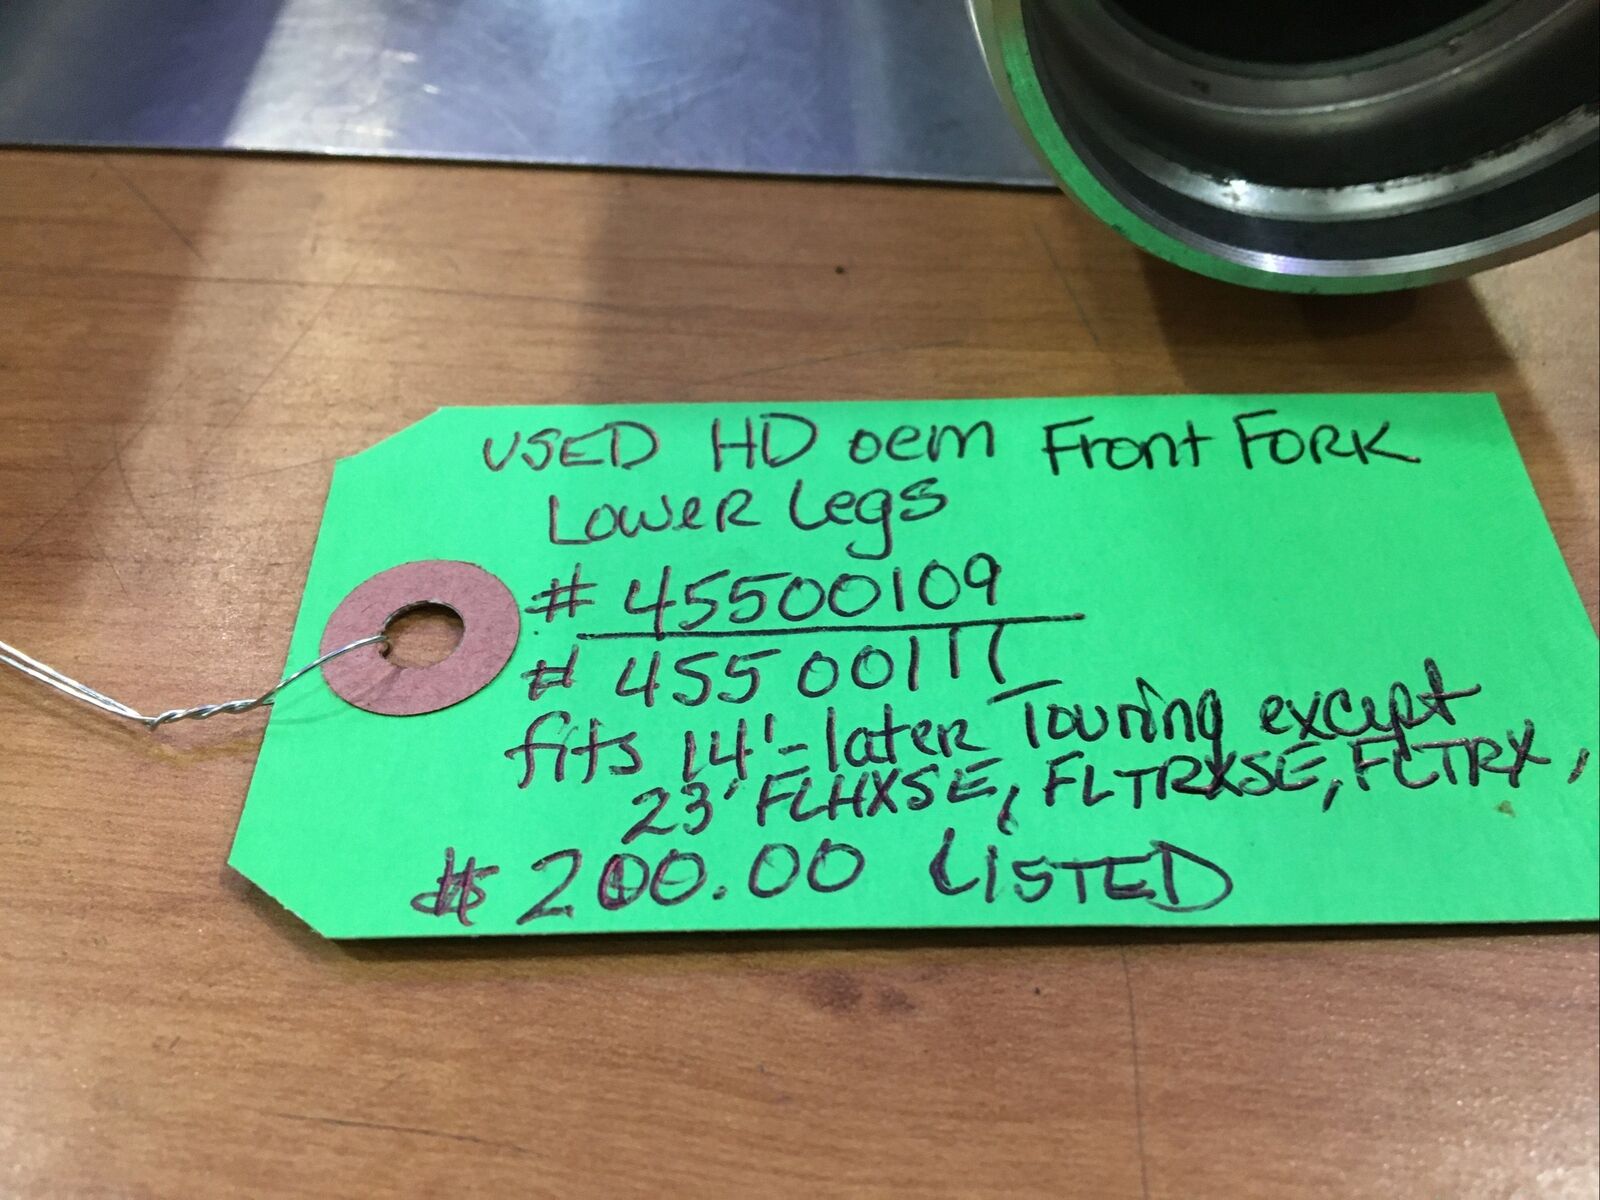 USED HD oem Front FORK
Lower Legs
# 45500109
# 45500111
fits 14'-later Touring except
23' FLHXSE, FLTRXSE, FLTRX,
$200.00 LISTED